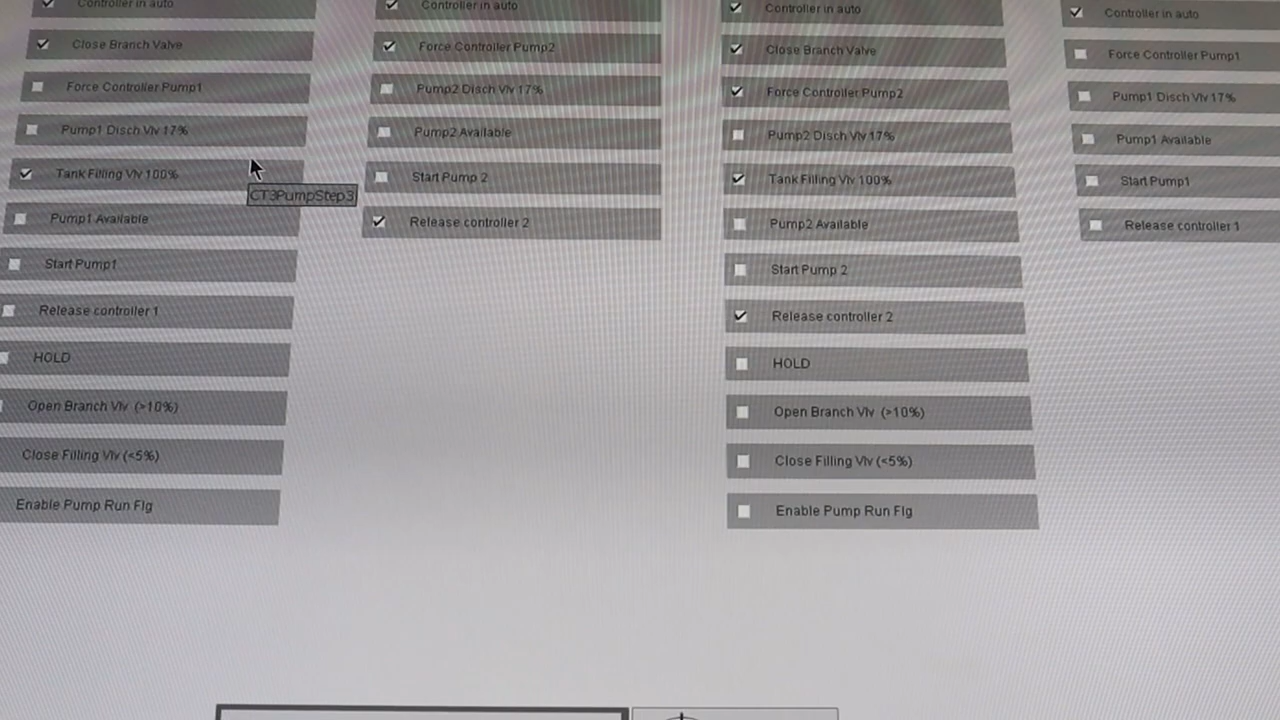 Controller in auto
Close Branch Valve
Force Controller Pump1
Pump1 Disch Vlv 17%
Tank Filling Vlv 100%
CT3PumpStep3
Pump1 Available
Start Pump1
Release controller 1
HOLD
Open Branch Vlv (>10%)
Close Filling Vlv (<5%)
Enable Pump Run Flg
Controller in auto
Force Controller Pump2
Pump2 Disch Vlv 17%
Pump2 Available
Start Pump 2
Release controller 2
Controller in auto
Close Branch Valve
Force Controller Pump2
Pump2 Disch Vlv 17%
Tank Filling Vlv 100%
Pump2 Available
Start Pump 2
Release controller 2
HOLD
Open Branch Vlv (>10%)
Close Filling Vlv (<5%)
Enable Pump Run Flg
Controller in auto
Force Controller Pump1
Pump1 Disch Vlv 17%
Pump1 Available
Start Pump1
Release controller 1